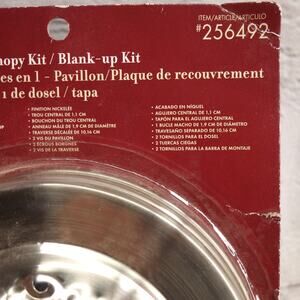 ITEM/ARTICLE/ARTÍCULO
#256492
nopy Kit / Blank-up Kit
es en 1 - Pavillon/Plaque de recouvrement
1 de dosel / tapa
• FINITION NICKELÉE
• TROU CENTRAL DE 1,1 CM
• BOUCHON DU TROU CENTRAL
• ANNEAU MÂLE DE 1,9 CM DE DIAMÈTRE
• TRAVERSE DÉCALÉE DE 10,16 CM
• 2 VIS DU PAVILLON
• 2 ÉCROUS BORGNES
• 2 VIS DE LA TRAVERSE
• ACABADO EN NÍQUEL
• AGUJERO CENTRAL DE 1,1 CM
• TAPÓN PARA EL AGUJERO CENTRAL
• 1 BUCLE MACHO DE 1,9 CM DE DIÁMETRO
• TRAVESAÑO SEPARADO DE 10,16 CM
• 2 TORNILLOS PARA EL DOSEL
• 2 TUERCAS CIEGAS
• 2 TORNILLOS PARA LA BARRA DE MONTAJE